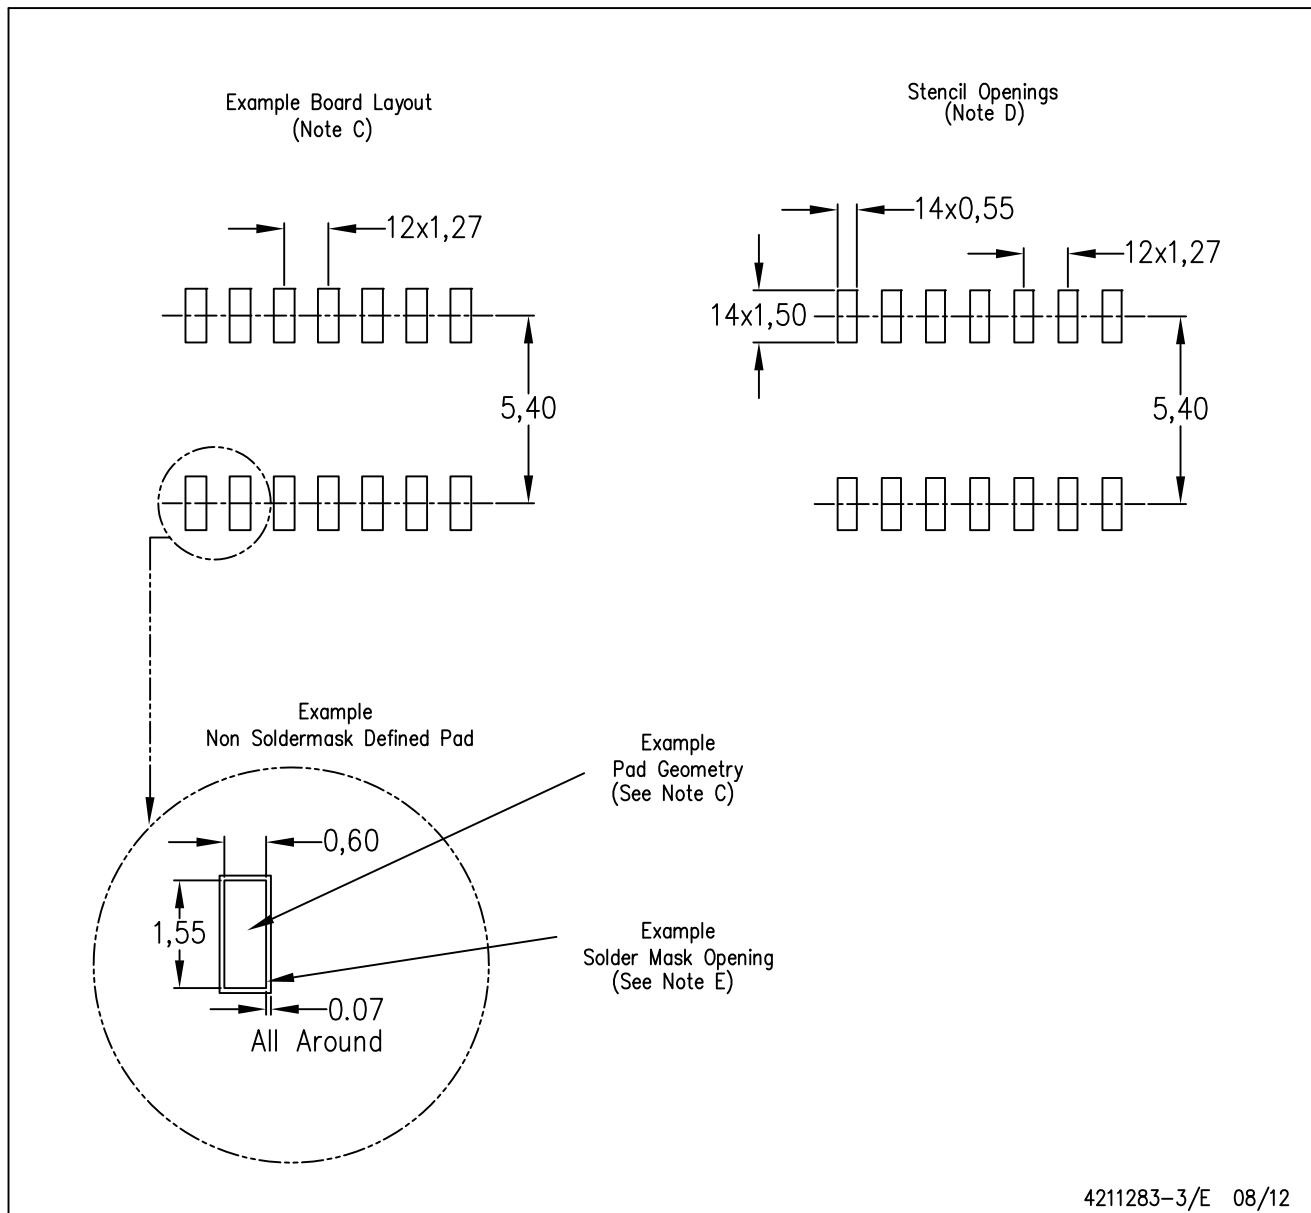 Example Board Layout
(Note C)
Stencil Openings
(Note D)
12x1,27
5,40
14x0,55
12x1,27
14x1,50
5,40
Example
Non Soldermask Defined Pad
Example
Pad Geometry
(See Note C)
0,60
1,55
Example
Solder Mask Opening
(See Note E)
0.07
All Around
4211283-3/E 08/12